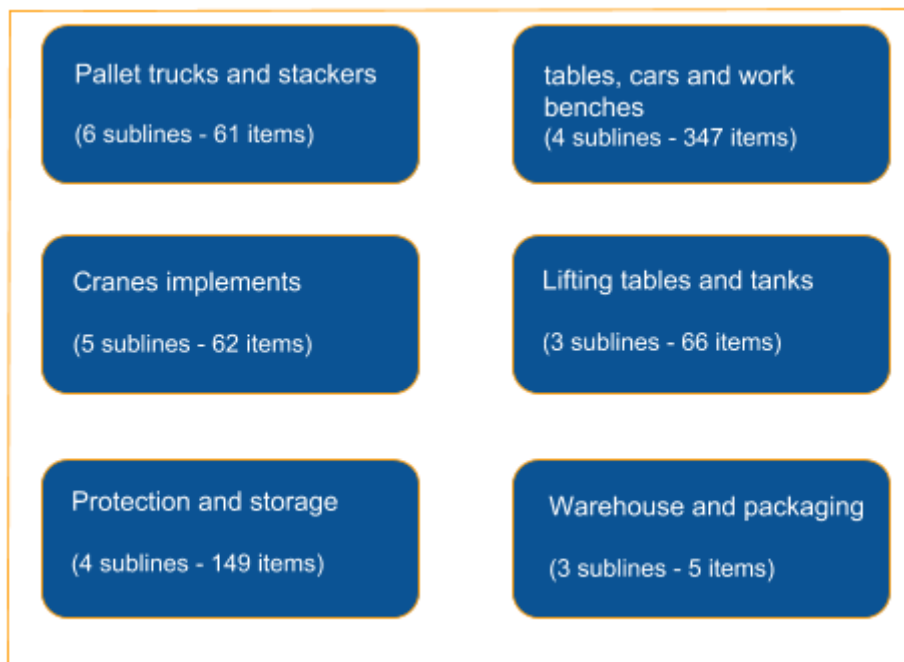 Pallet trucks and stackers
(6 sublines - 61 items)
tables, cars and work
benches
(4 sublines - 347 items)
Cranes implements
(5 sublines - 62 items)
Lifting tables and tanks
(3 sublines - 66 items)
Protection and storage
(4 sublines - 149 items)
Warehouse and packaging
(3 sublines - 5 items)